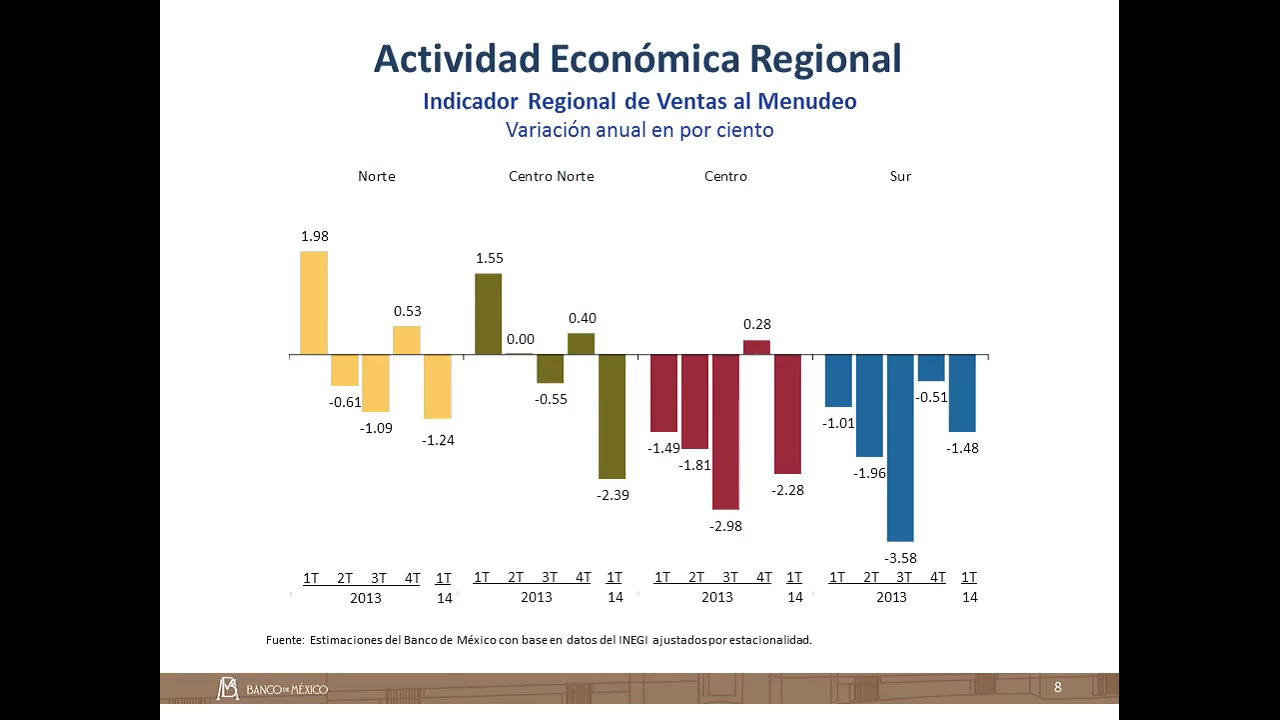 Actividad Económica Regional
Indicador Regional de Ventas al Menudeo
Variación anual en por ciento
Norte Centro Norte Centro Sur
1.98 -0.61 -1.09 0.53 -1.24
1.55 0.00 -0.55 0.40 -2.39
-1.49 -1.81 -2.98 0.28 -2.28
-1.01 -1.96 -3.58 -0.51 -1.48
1T 2T 3T 4T 1T 1T 2T 3T 4T 1T 1T 2T 3T 4T 1T 1T 2T 3T 4T 1T
2013 14 2013 14 2013 14 2013 14
Fuente: Estimaciones del Banco de México con base en datos del INEGI ajustados por estacionalidad.
BANCO DE MÉXICO 8